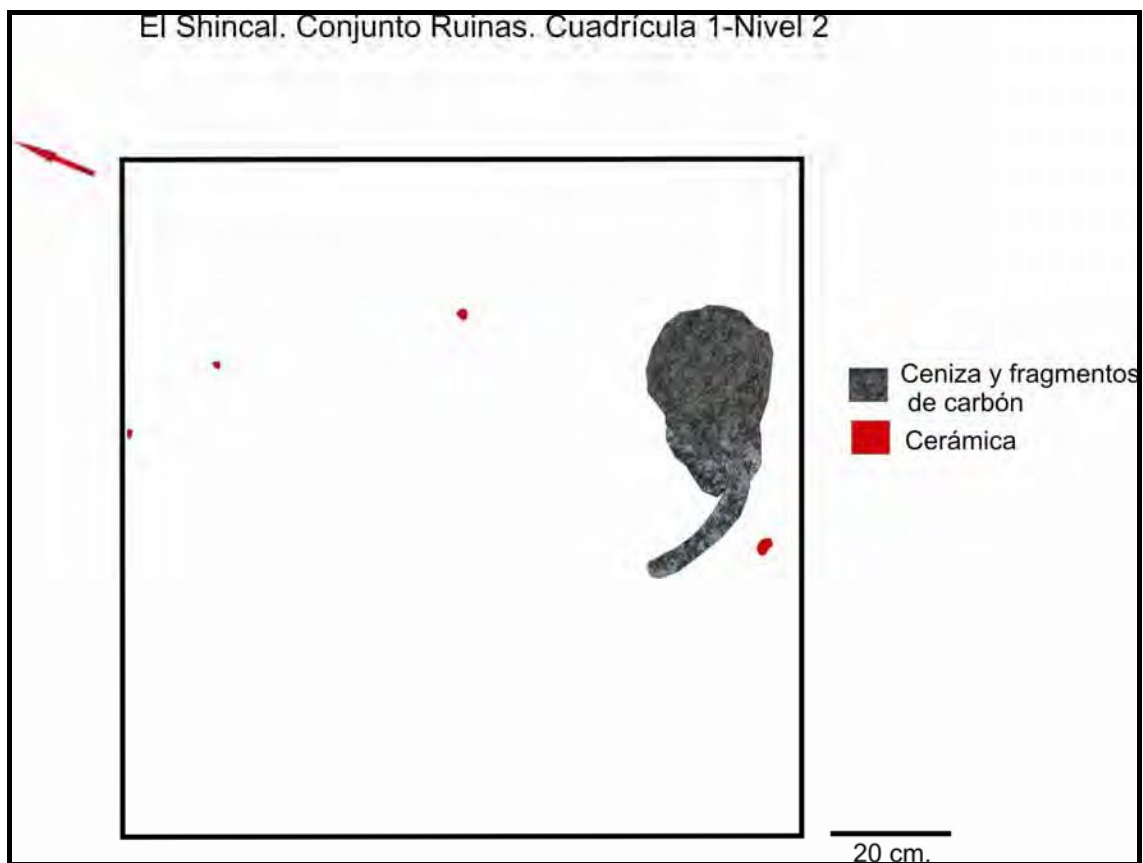 El Shincal. Conjunto Ruinas. Cuadrícula 1-Nivel 2
Ceniza y fragmentos
de carbón
Cerámica
20 cm.